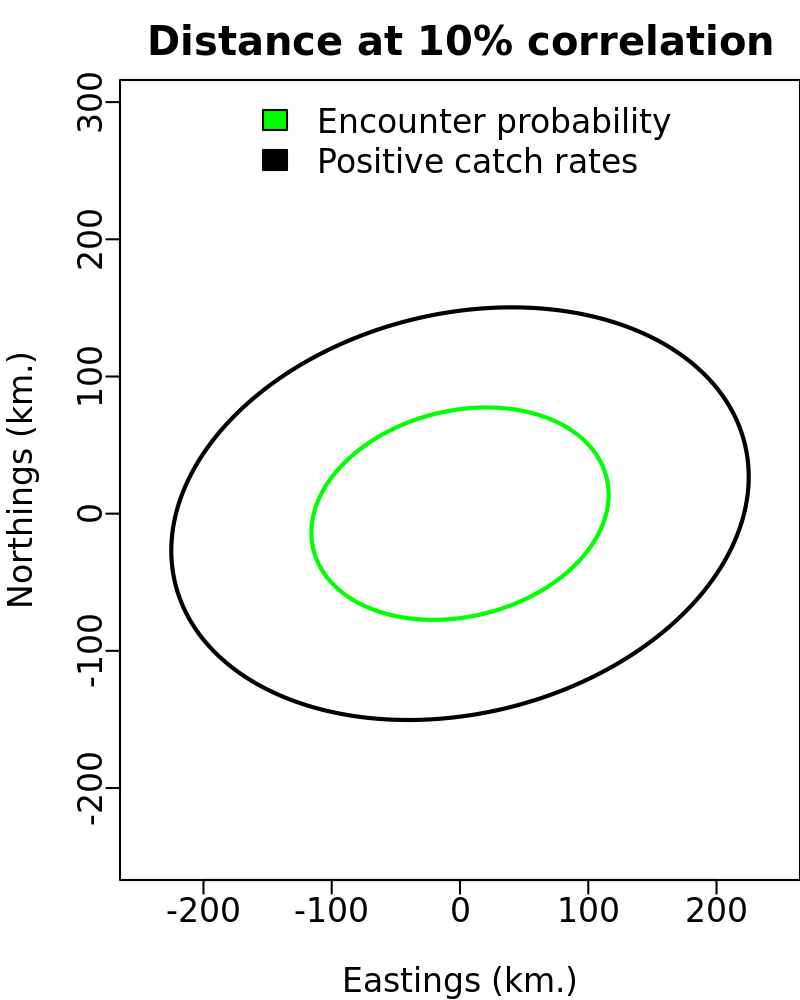 Distance at 10% correlation
Encounter probability
Positive catch rates
300
200
100
0
-100
-200
Northings (km.)
-200 -100 0 100 200
Eastings (km.)